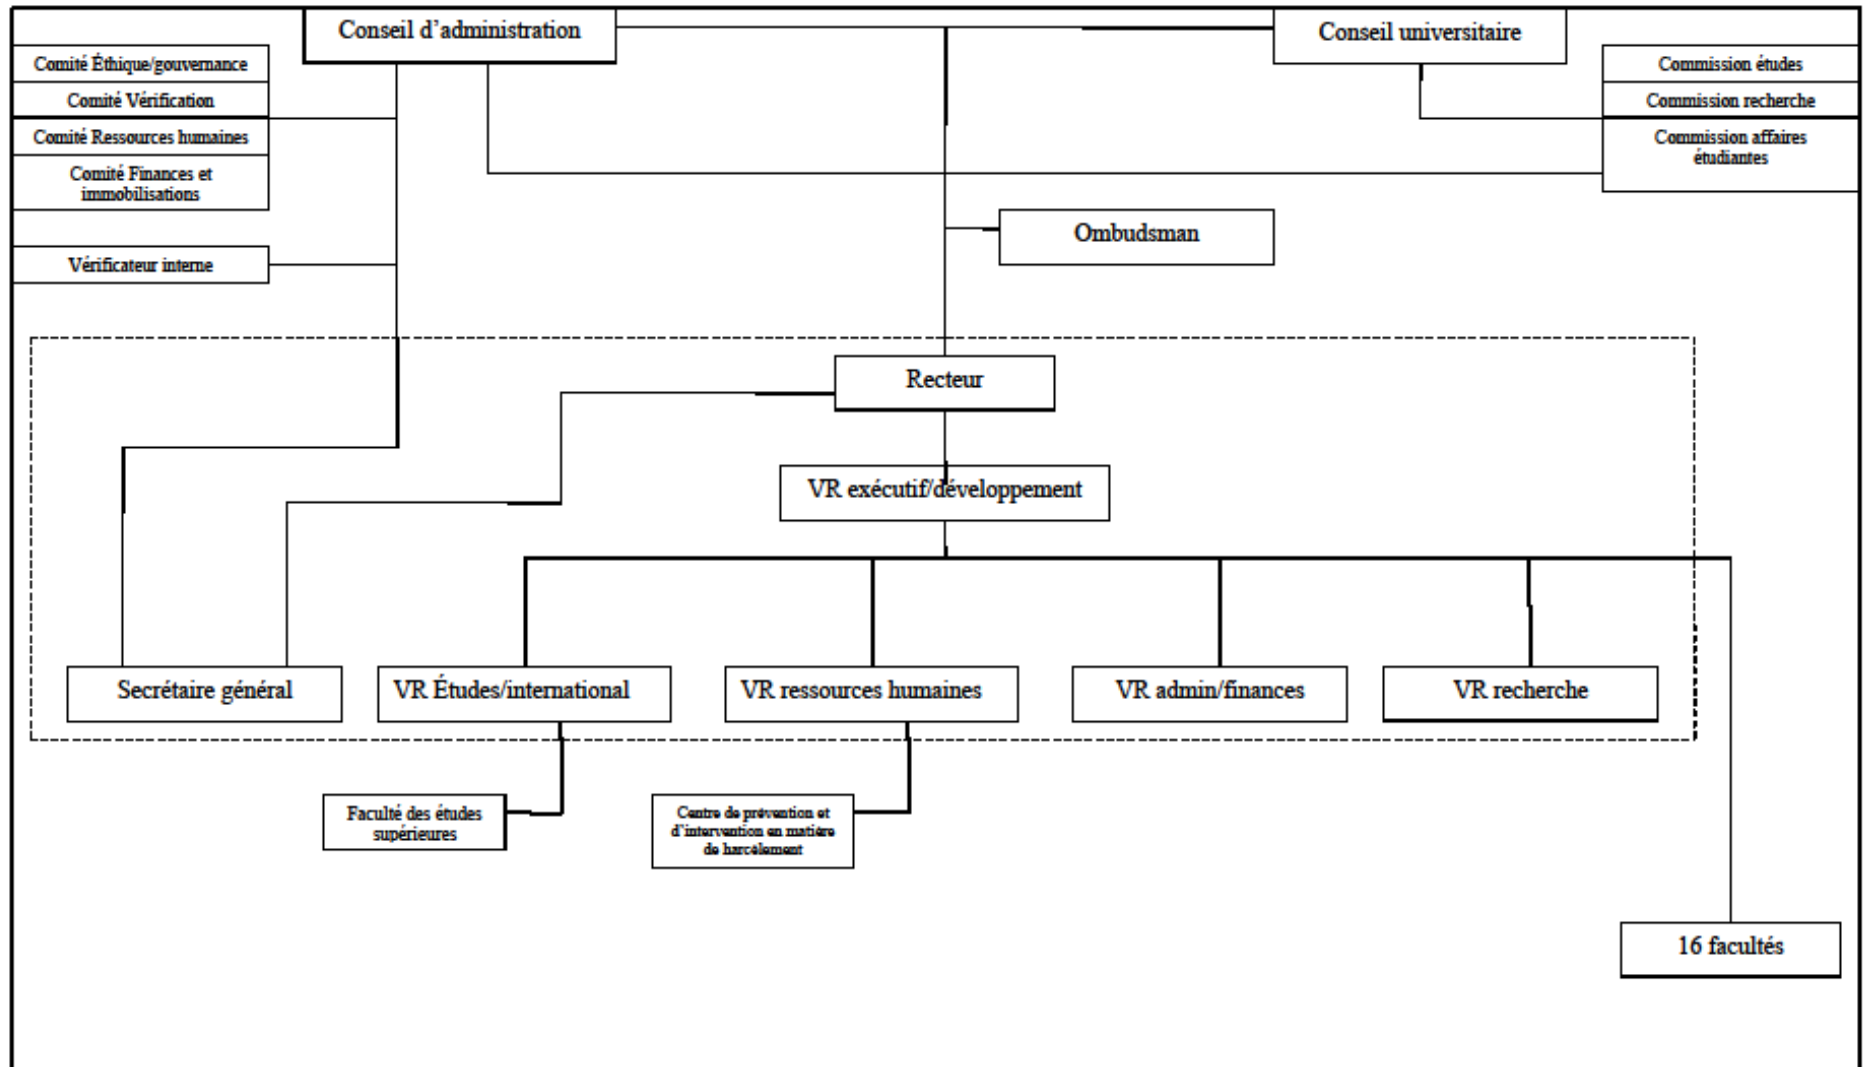 Conseil d'administration
Conseil universitaire
Comité Éthique/gouvernance
Comité Vérification
Comité Ressources humaines
Comité Finances et
immobilisations
Vérificateur interne
Commission études
Commission recherche
Commission affaires
étudiantes
Ombudsman
Recteur
VR exécutif/développement
Secrétaire général
VR Études/international
VR ressources humaines
VR admin/finances
VR recherche
Faculté des études
supérieures
Centre de prévention et
d'intervention en matière
de harcèlement
16 facultés